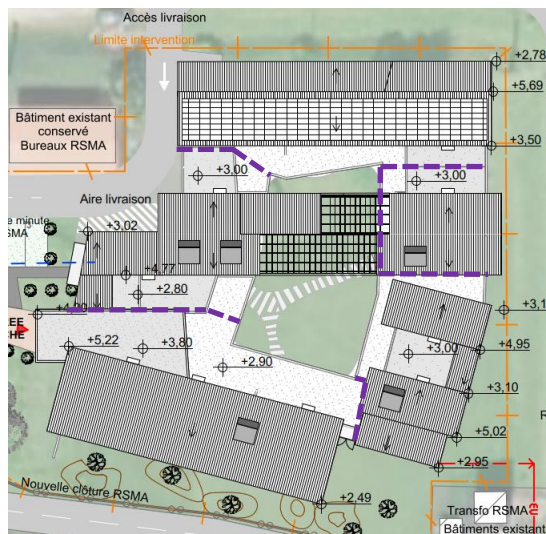 Accès livraison
Limite intervention
+2,78
+5,69
Bâtiment existant
conservé
Bureaux RSMA
+3,50
+3,00
+3,00
Aire livraison
minute
SMA
+3,02
+4,77
+2,80
+3,1
+5,22
+3,80
+4,95
+3,00
+2,90
+3,10
+5,02
+2,95
Nouvelle clôture RSMA
+2,49
Transfo RSMA
Bâtiments existant